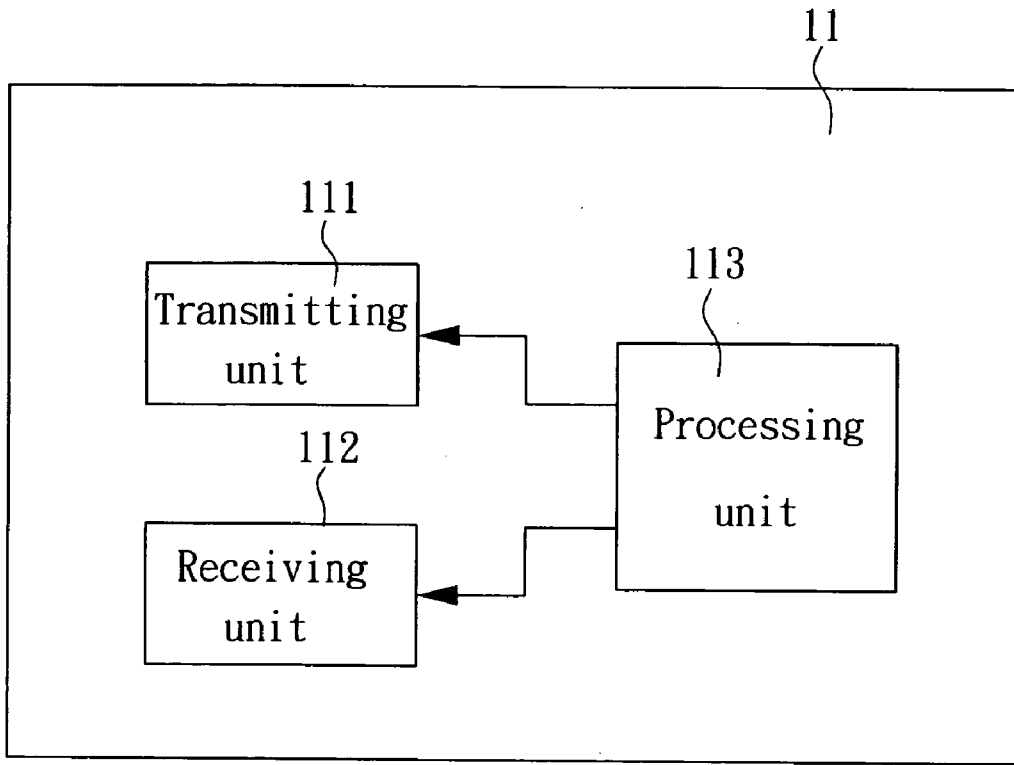 11
111
Transmitting
unit
113
Processing
unit
112
Receiving
unit